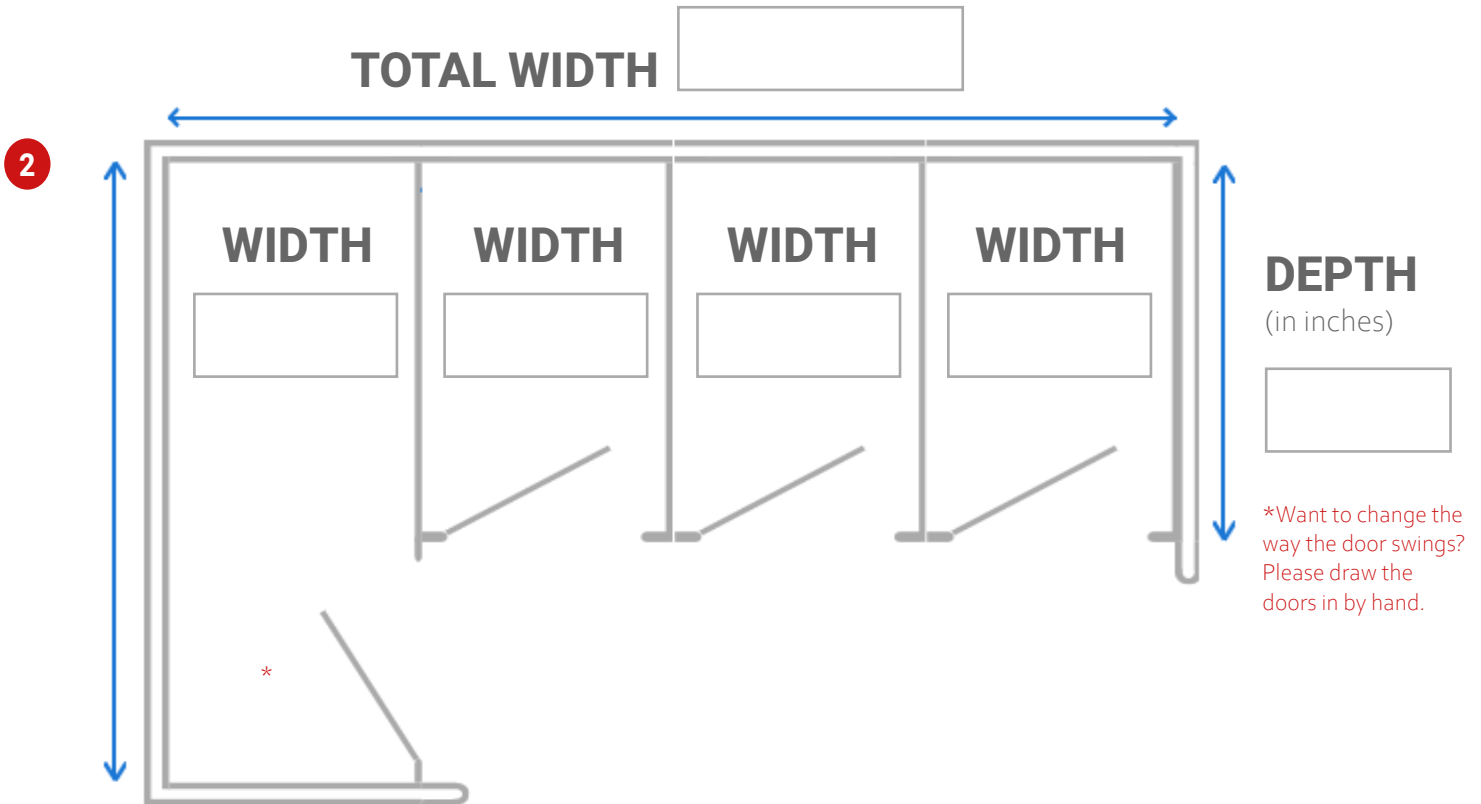 TOTAL WIDTH
2
WIDTH WIDTH WIDTH WIDTH
DEPTH
(in inches)
*Want to change the
way the door swings?
Please draw the
doors in by hand.
*